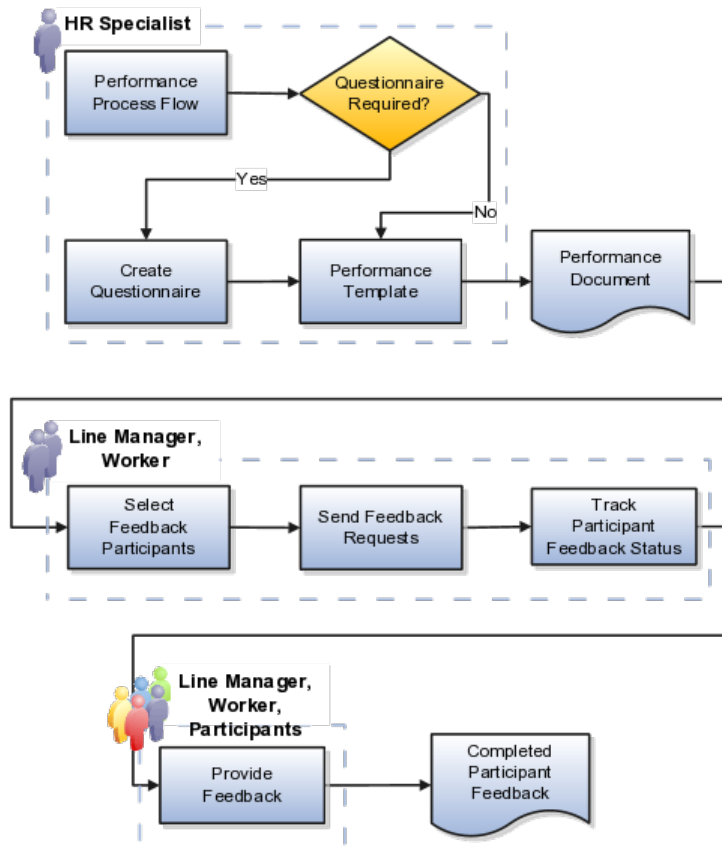 HR Specialist
Performance
Process Flow
Questionnaire
Required?
Yes
No
Create
Questionnaire
Performance
Template
Performance
Document
Line Manager,
Worker
Select
Feedback
Participants
Send Feedback
Requests
Track
Participant
Feedback Status
Line Manager,
Worker,
Participants
Provide
Feedback
Completed
Participant
Feedback